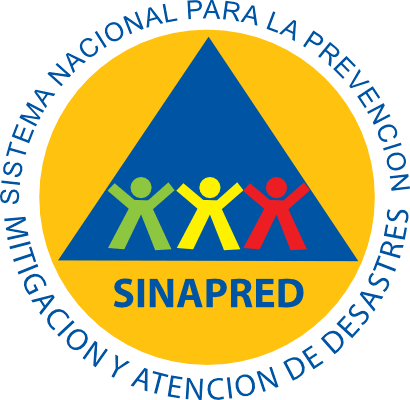 SISTEMA NACIONAL PARA LA PREVENCION
MITIGACION Y ATENCION DE DESASTRES
SINAPRED